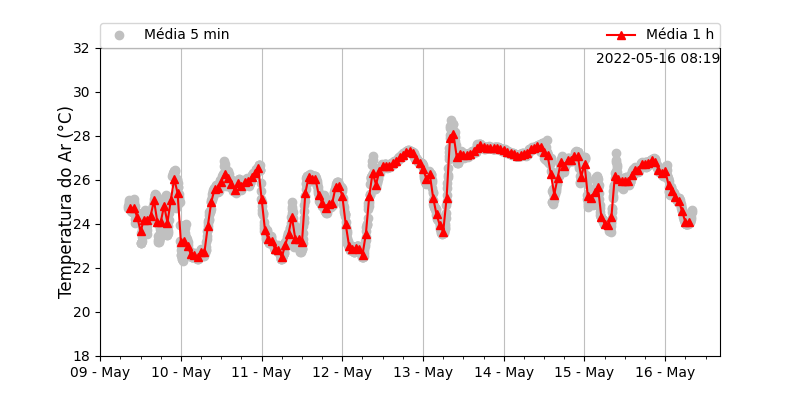 Média 5 min
Média 1 h
2022-05-16 08:19
Temperatura do Ar (°C)
32
30
28
26
24
22
20
18
09 - May
10 - May
11 - May
12 - May
13 - May
14 - May
15 - May
16 - May